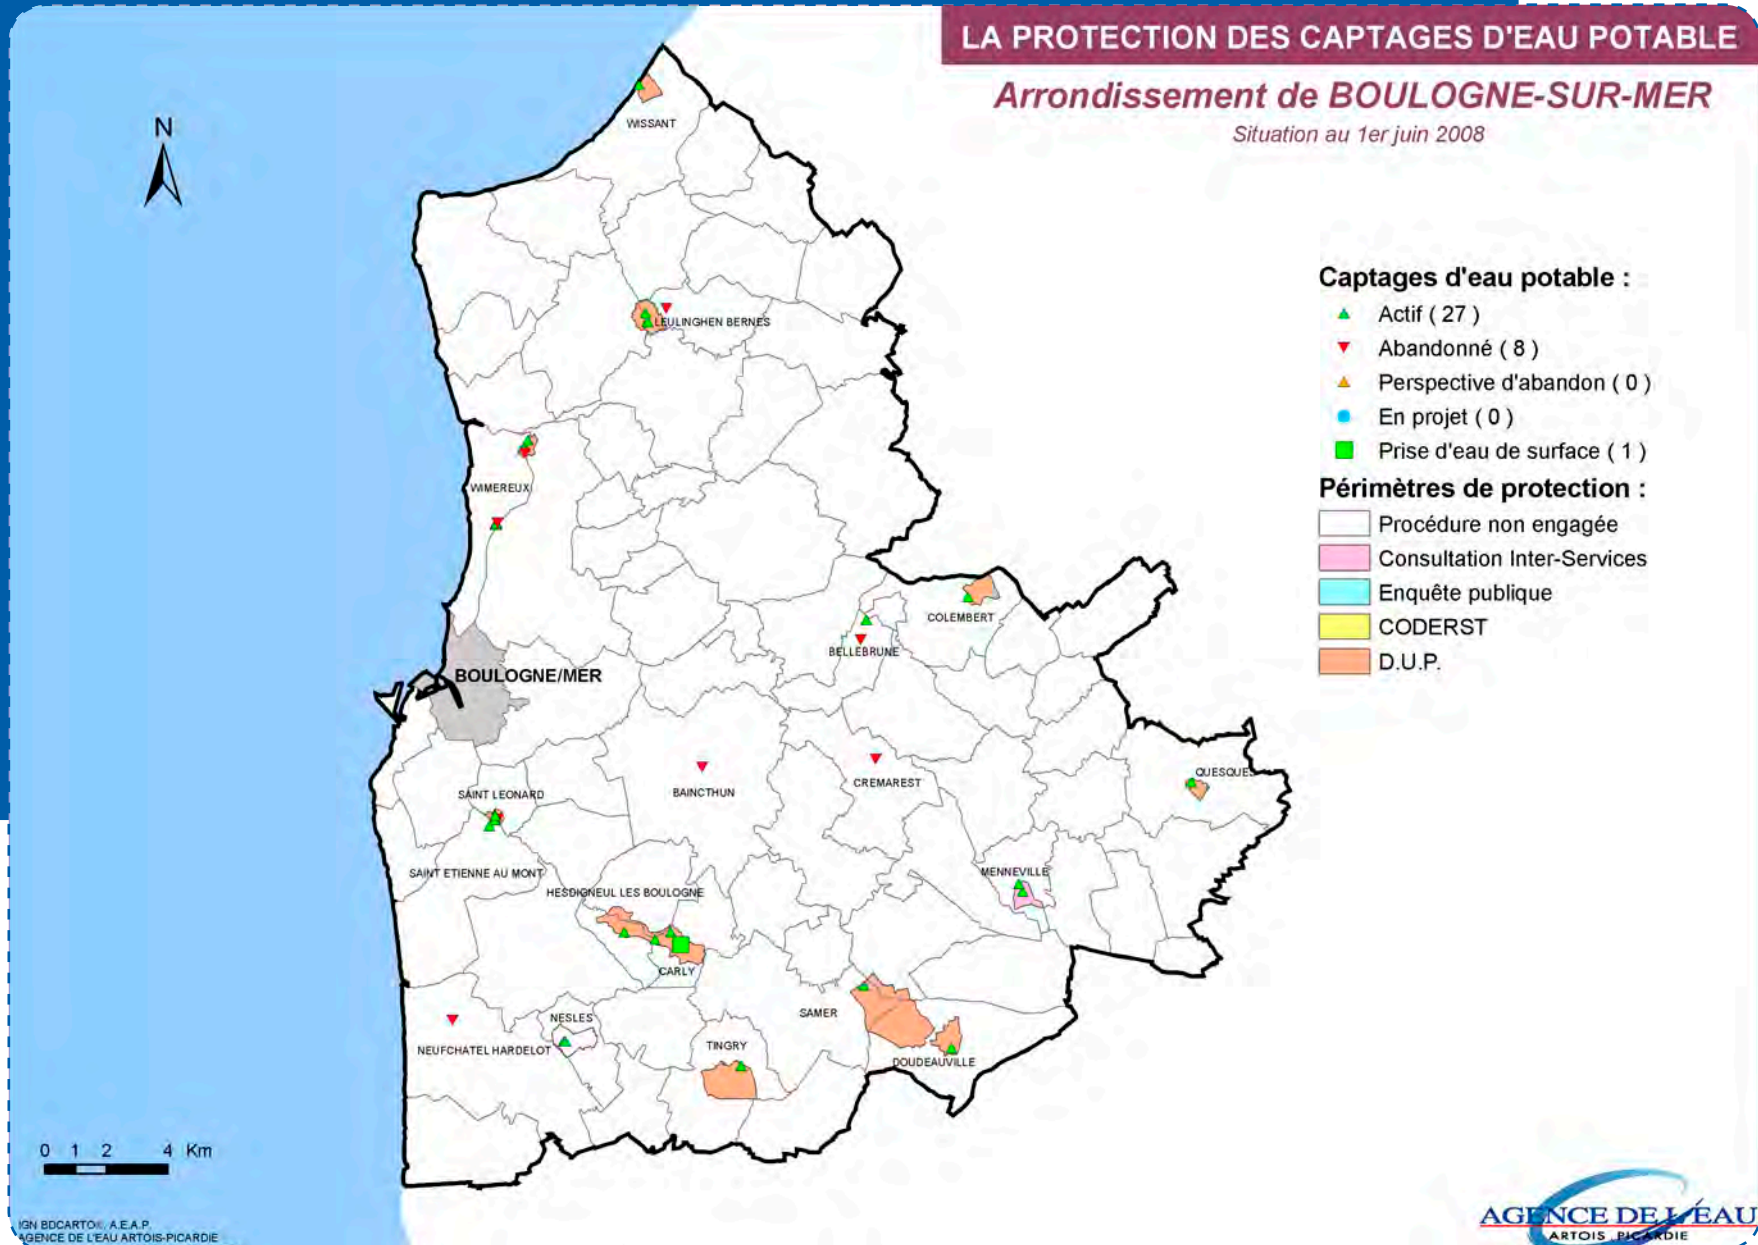 LA PROTECTION DES CAPTAGES D'EAU POTABLE
Arrondissement de BOULOGNE-SUR-MER
Situation au 1er juin 2008
N
WISSANT
LEULINGHEN BERNES
WIMEREUX
COLEMBERT
BELLEBRUNE
BOULOGNE/MER
BAINCTHUN
CREMAREST
QUESQUES
SAINT LEONARD
SAINT ETIENNE AU MONT
HESDIGNEUL LES BOULOGNE
MENNEVILLE
CARLY
SAMER
NESLES
NEUFCHATEL HARDELOT
TINGRY
DOUDEAUVILLE
Captages d'eau potable :
Actif ( 27 )
Abandonné ( 8 )
Perspective d'abandon ( 0 )
En projet ( 0 )
Prise d'eau de surface ( 1 )
Périmètres de protection :
Procédure non engagée
Consultation Inter-Services
Enquête publique
CODERST
D.U.P.
0 1 2 4 Km
IGN BDCARTO®, A.E.A.P.
AGENCE DE L'EAU ARTOIS-PICARDIE
AGENCE DE L'EAU
ARTOIS PICARDIE